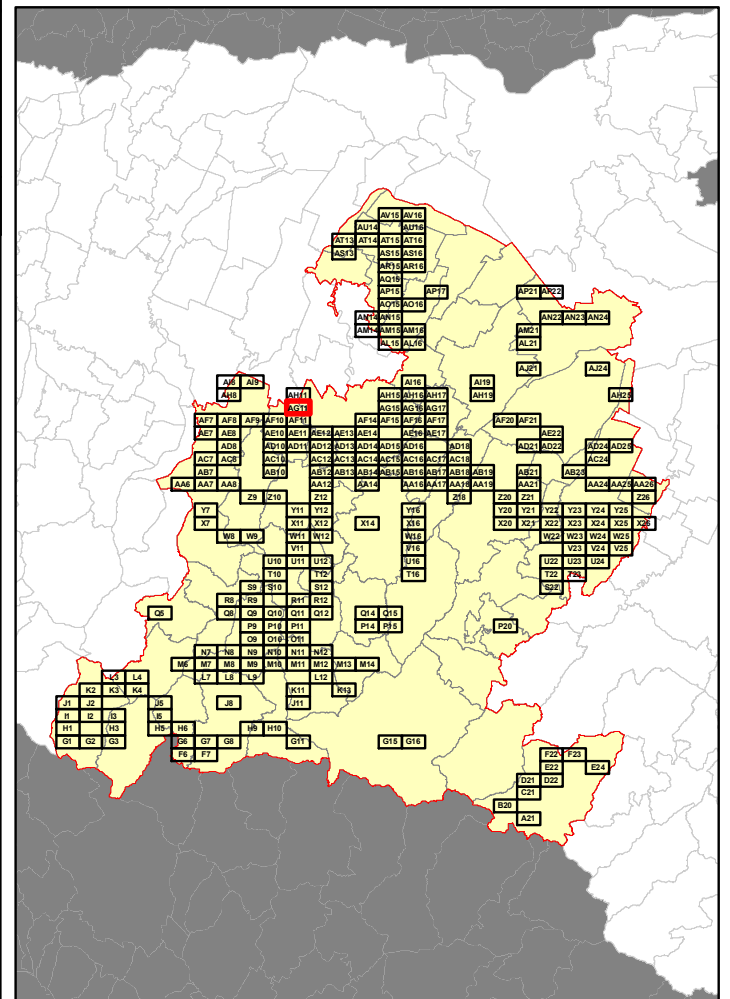 AV15 AV16
AU14 AU16
AT13 AT14 AT15 AT16
AS13 AS15 AS16
AR15 AR16
AQ15
AP15 AP17 AP21 AP22
AO15 AO16
AN14 AN15 AN22 AN23 AN24
AM14 AM15 AM16 AM21
AL15 AL16 AL21
AJ21 AJ24
AI8 AI9 AI16 AI19
AH8 AH11 AH15 AH16 AH17 AH19 AH25
AG11 AG15 AG16 AG17
AF7 AF8 AF9 AF10 AF11 AF14 AF15 AF16 AF17 AF20 AF21
AE7 AE8 AE10 AE11 AE12 AE13 AE14 AE16 AE17 AE22
AD8 AD10 AD11 AD12 AD13 AD14 AD15 AD16 AD18 AD21 AD22 AD24 AD25
AC7 AC8 AC10 AC12 AC13 AC14 AC15 AC16 AC17 AC18 AC24
AB7 AB10 AB12 AB13 AB14 AB15 AB16 AB17 AB18 AB19 AB21 AB23
AA6 AA7 AA8 AA12 AA14 AA16 AA17 AA18 AA19 AA21 AA24 AA25 AA26
Z9 Z10 Z12 Z18 Z20 Z21 Z26
Y7 Y11 Y12 Y16 Y20 Y21 Y22 Y23 Y24 Y25
X7 X11 X12 X14 X16 X20 X21 X22 X23 X24 X25 X26
W8 W9 W11 W12 W16 W22 W23 W24 W25
V11 V16 V23 V24 V25
U10 U11 U12 U16 U22 U23 U24
T10 T12 T16 T22 T23
S9 S10 S12 S22
R8 R9 R11 R12
Q5 Q8 Q9 Q10 Q11 Q12 Q14 Q15
P9 P10 P11 P14 P15 P20
O9 O10 O11
N7 N8 N9 N10 N11 N12
M6 M7 M8 M9 M10 M11 M12 M13 M14
L3 L4 L7 L8 L9 L12
K2 K3 K4 K11 K13
J1 J2 J5 J8 J11
I1 I2 I3 I5
H1 H3 H5 H6 H9 H10
G1 G2 G3 G6 G7 G8 G11 G15 G16
F6 F7 F22 F23
E22 E24
D21 D22
C21
B20
A21